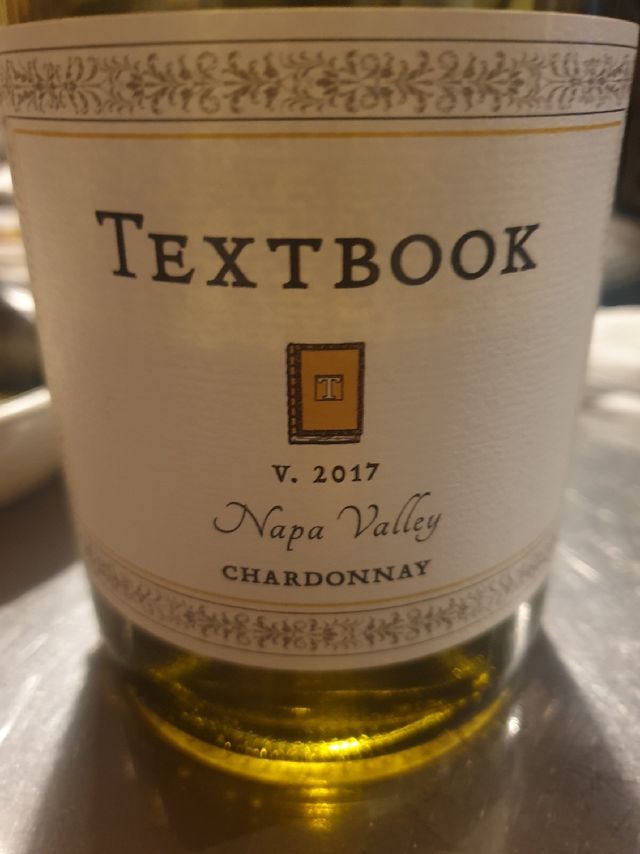 TEXTBOOK
T
V. 2017
Napa Valley
CHARDONNAY